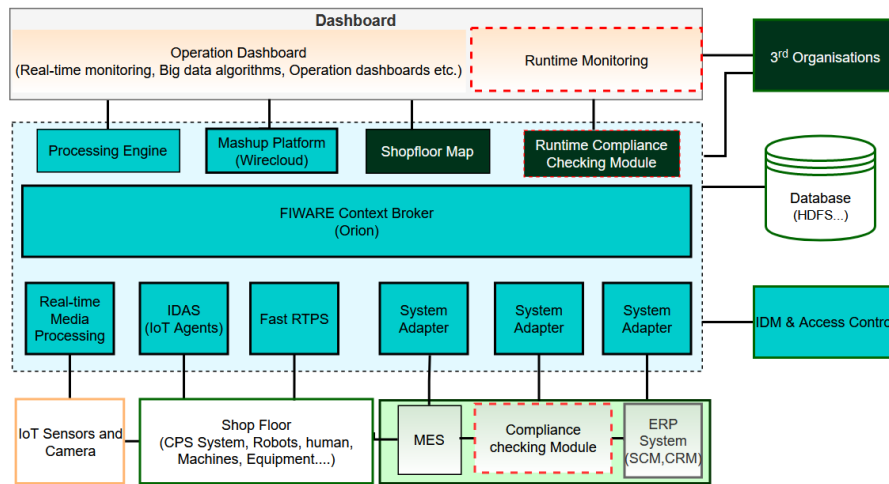 Dashboard
Operation Dashboard
(Real-time monitoring, Big data algorithms, Operation dashboards etc.)
Runtime Monitoring
3rd Organisations
Processing Engine
Mashup Platform
(Wirecloud)
Shopfloor Map
Runtime Compliance
Checking Module
Database
(HDFS...)
FIWARE Context Broker
(Orion)
Real-time
Media
Processing
IDAS
(IoT Agents)
Fast RTPS
System
Adapter
System
Adapter
System
Adapter
IDM & Access Control
IoT Sensors and
Camera
Shop Floor
(CPS System, Robots, human,
Machines, Equipment....)
MES
Compliance
checking Module
ERP
System
(SCM,CRM)